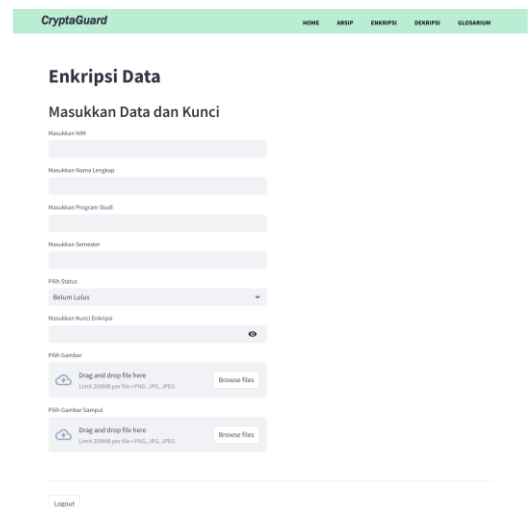 CryptaGuard HOME ARSIP ENKRIPSI DEKRIPSI GLOSARIUM
Enkripsi Data
Masukkan Data dan Kunci
Masukkan NIM
Masukkan Nama Lengkap
Masukkan Program Studi
Masukkan Semester
Pilih Status
Belum Lulus
Masukkan Kunci Enkripsi
Pilih Gambar
Drag and drop file here
Limit 200MB per file • PNG, JPG, JPEG
Browse files
Pilih Gambar Sampul
Drag and drop file here
Limit 200MB per file • PNG, JPG, JPEG
Browse files
Logout